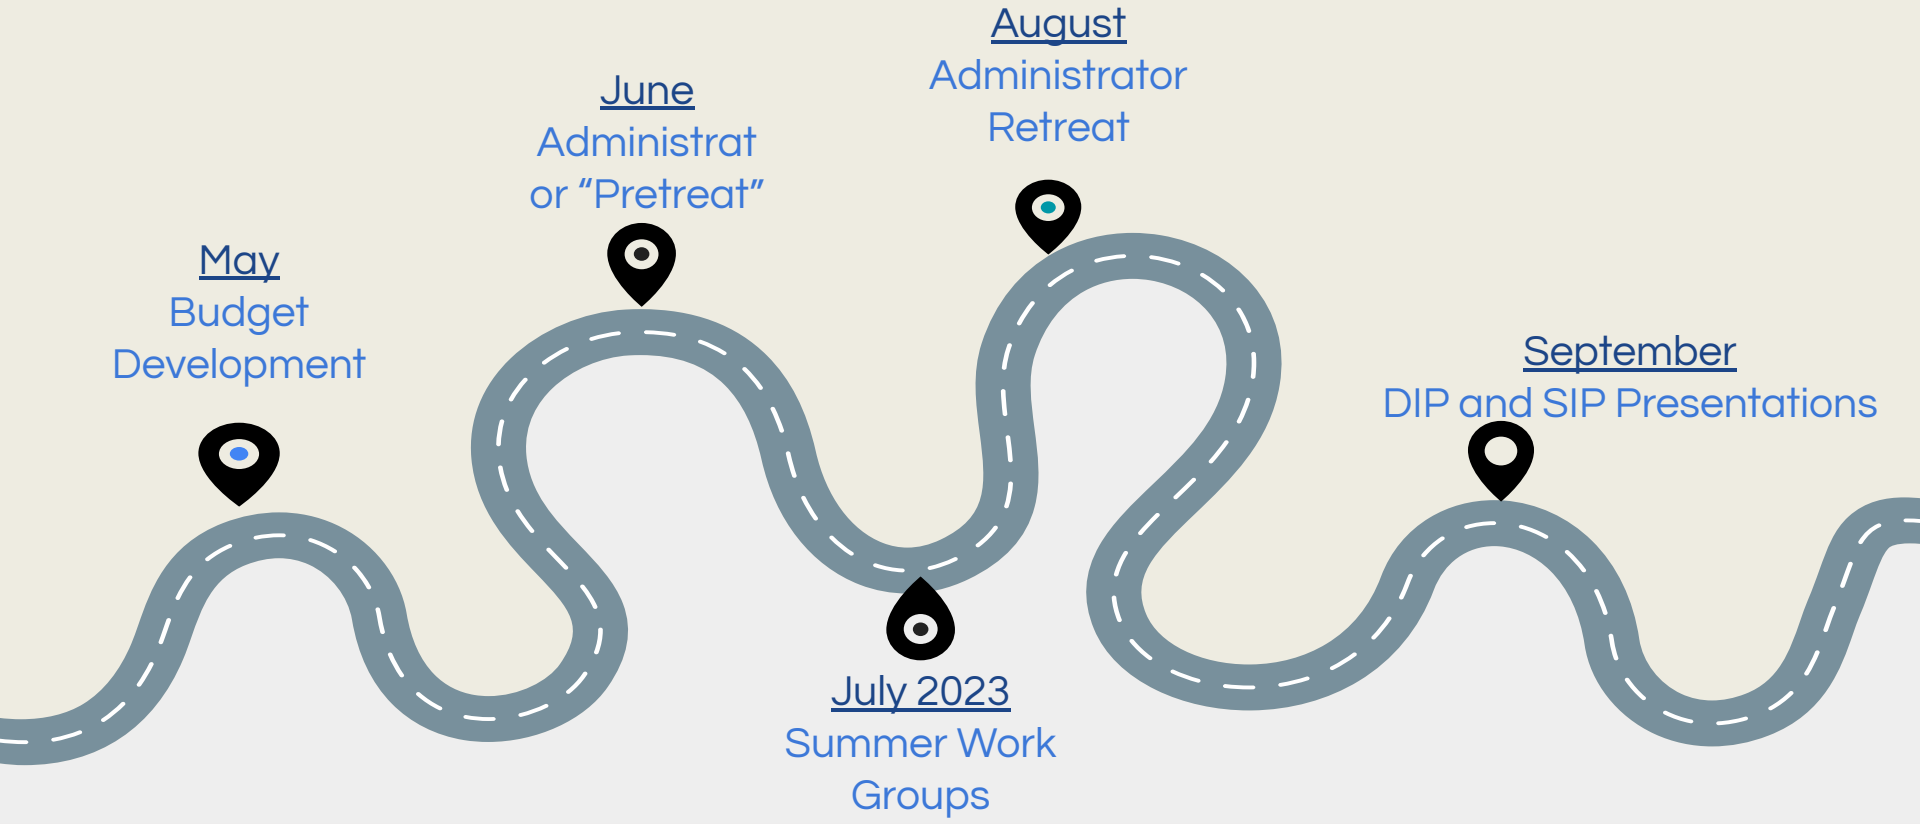 May
Budget
Development
June
Administrat
or “Pretreat”
July 2023
Summer Work
Groups
August
Administrator
Retreat
September
DIP and SIP Presentations